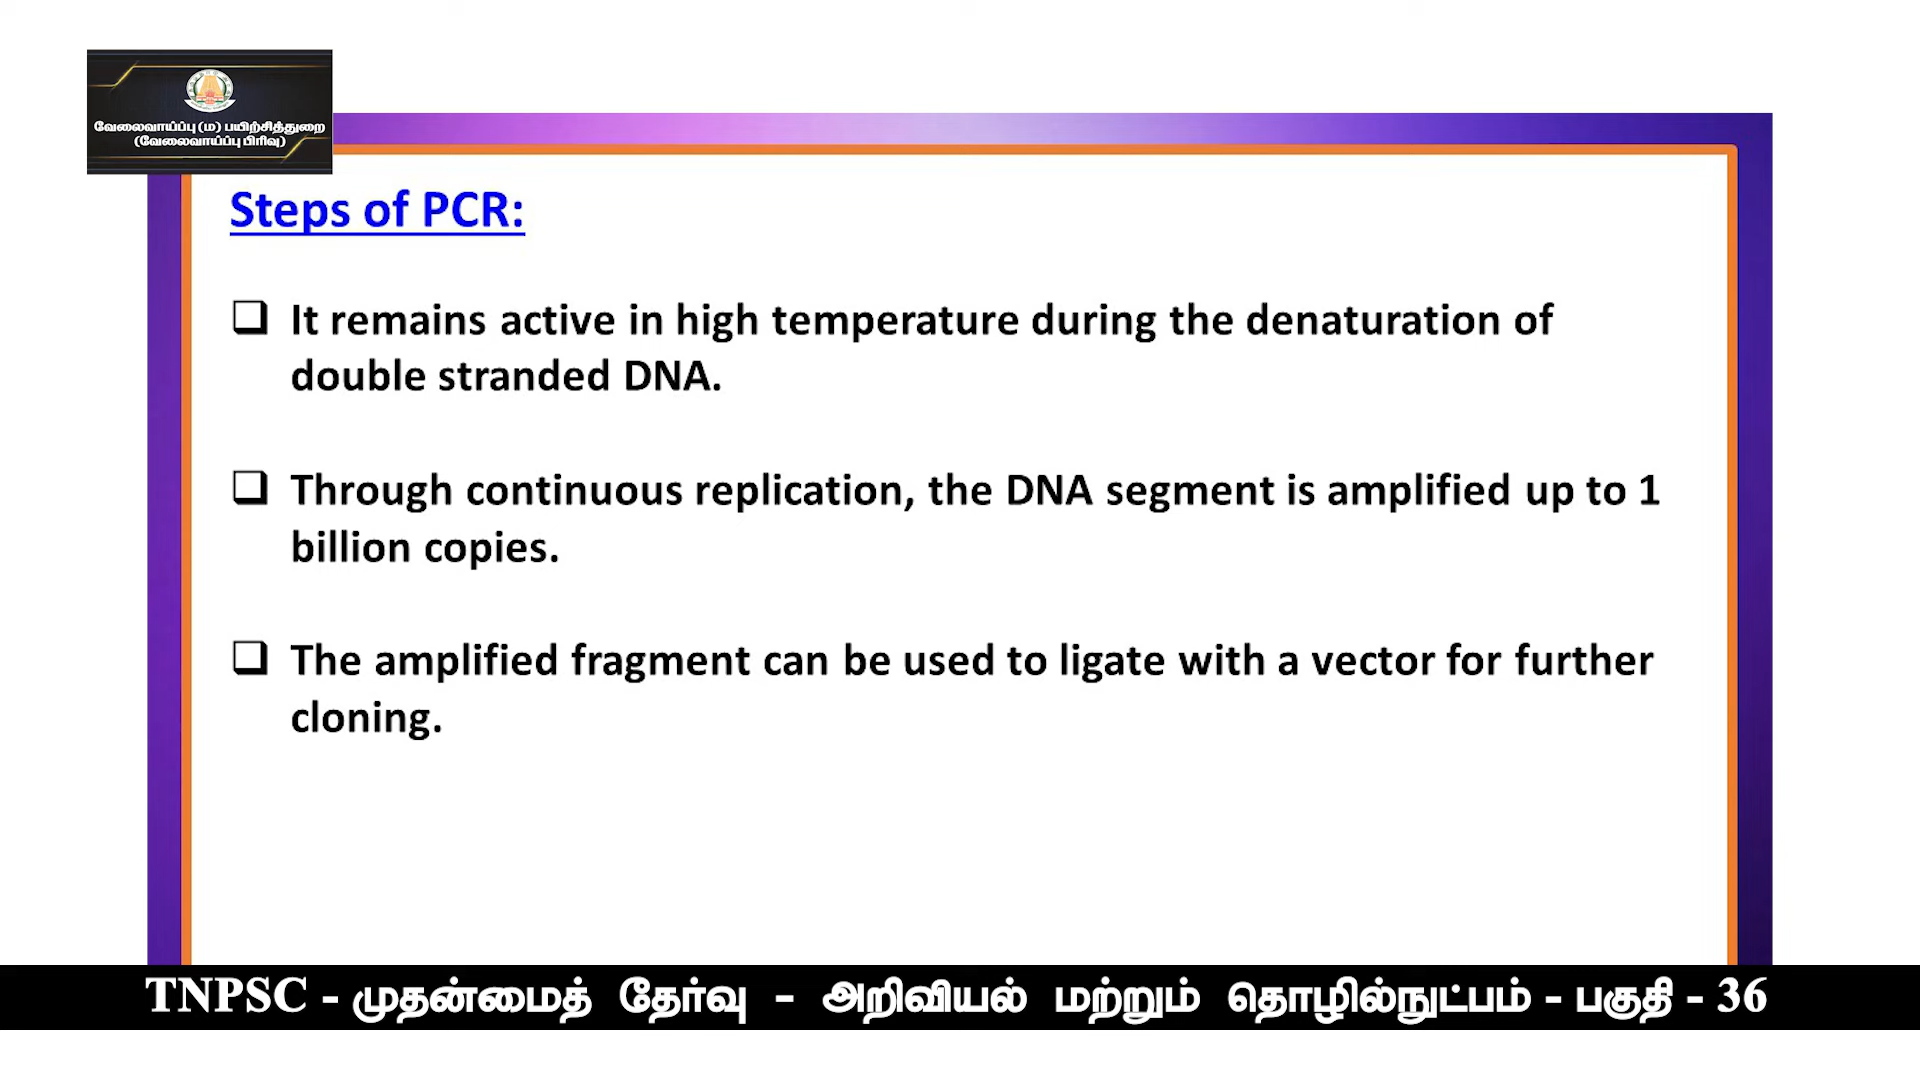 வேலைவாய்ப்பு (ம) பயிற்சித்துறை
(வேலைவாய்ப்பு பிரிவு)
Steps of PCR:
It remains active in high temperature during the denaturation of
double stranded DNA.
Through continuous replication, the DNA segment is amplified up to 1
billion copies.
The amplified fragment can be used to ligate with a vector for further
cloning.
TNPSC - முதன்மைத் தேர்வு - அறிவியல் மற்றும் தொழில்நுட்பம் - பகுதி - 36